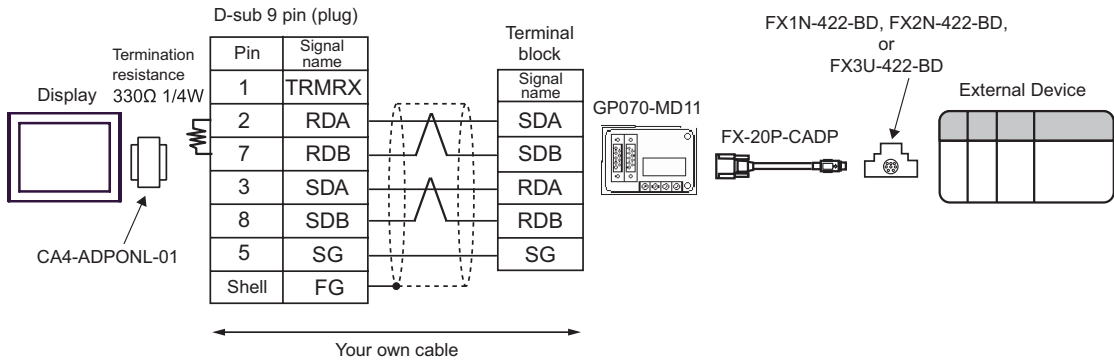 D-sub 9 pin (plug)
Terminal
block
FX1N-422-BD, FX2N-422-BD,
or
FX3U-422-BD
Display
Termination
resistance
330Ω 1/4W
Pin
Signal
name
1
TRMRX
2
RDA
7
RDB
3
SDA
8
SDB
5
SG
Shell
FG
Signal
name
SDA
SDB
RDA
RDB
SG
GP070-MD11
FX-20P-CADP
External Device
CA4-ADPONL-01
Your own cable